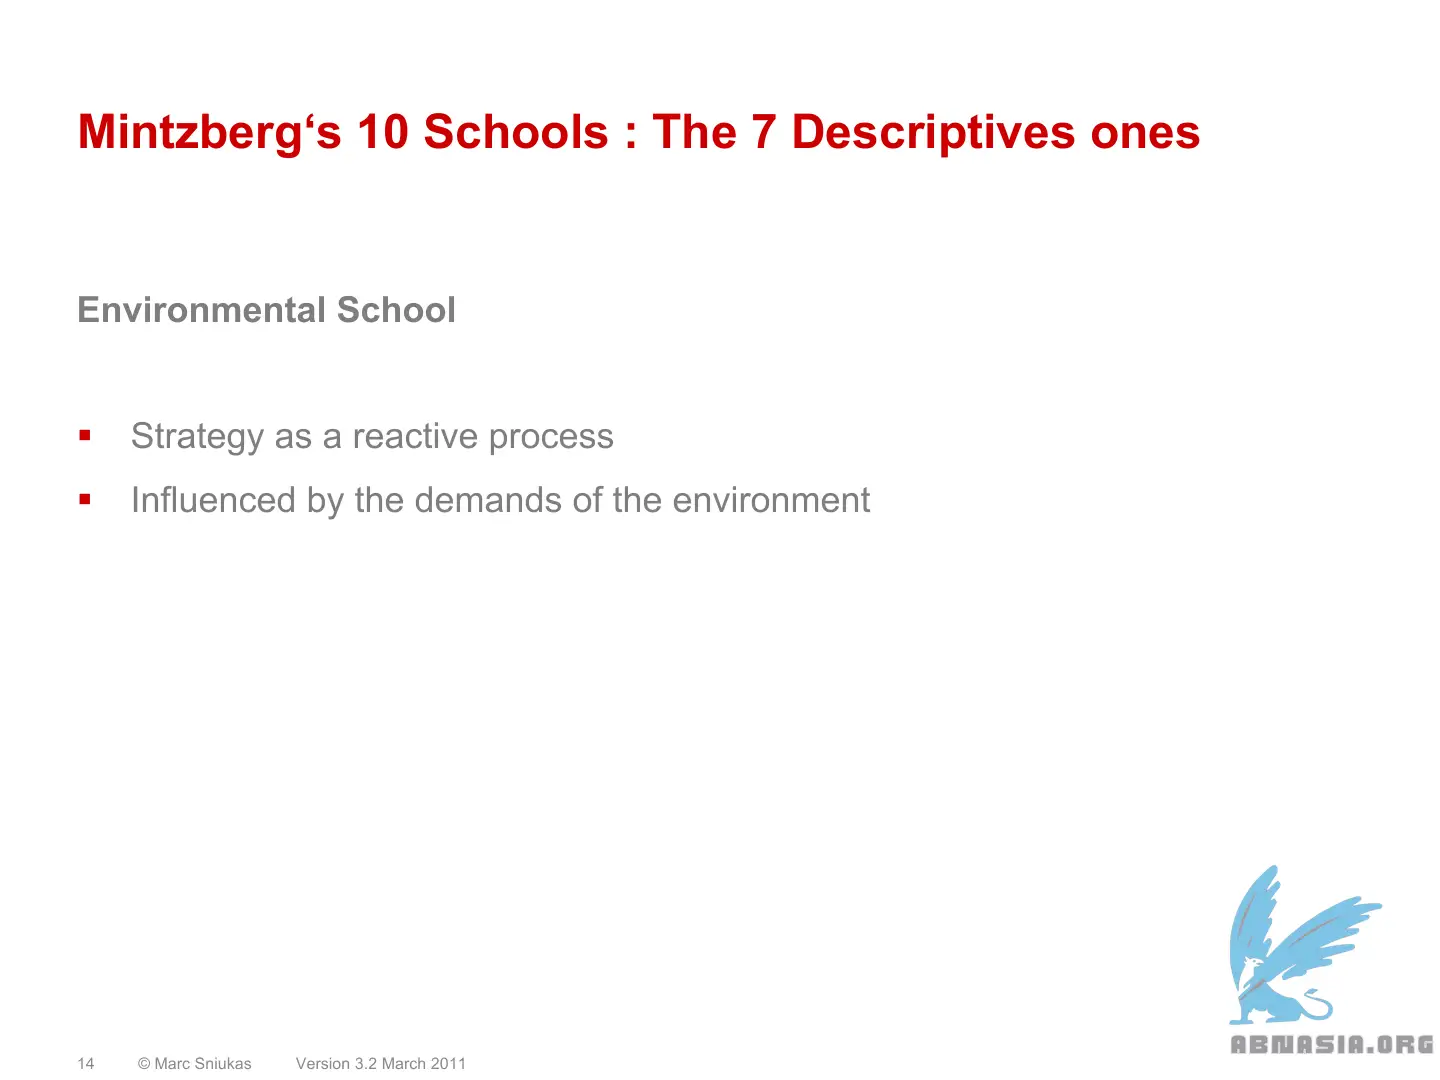 Mintzberg‘s 10 Schools : The 7 Descriptives ones
Environmental School
▪ Strategy as a reactive process
▪ Influenced by the demands of the environment
14 © Marc Sniukas Version 3.2 March 2011
ABNASIA.ORG